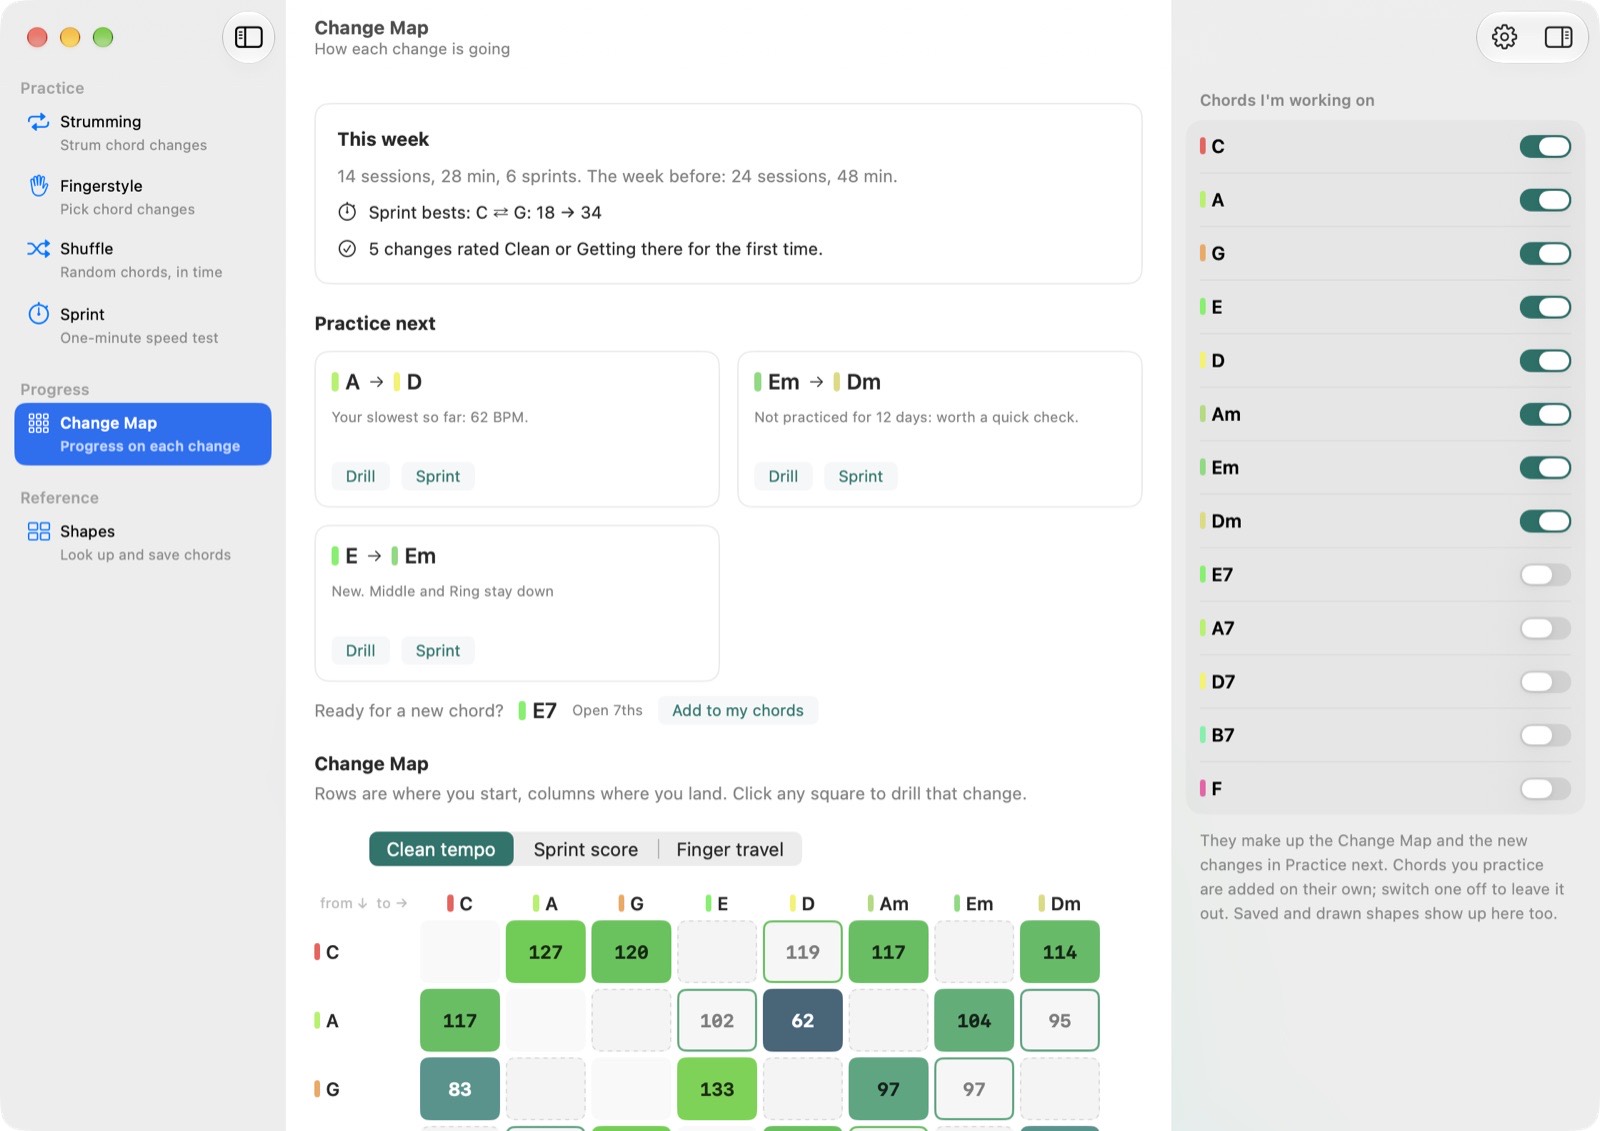 Practice
Strumming
Strum chord changes
Fingerstyle
Pick chord changes
Shuffle
Random chords, in time
Sprint
One-minute speed test
Progress
Change Map
Progress on each change
Reference
Shapes
Look up and save chords
Change Map
How each change is going
This week
14 sessions, 28 min, 6 sprints. The week before: 24 sessions, 48 min.
Sprint bests: C ⇌ G: 18 → 34
5 changes rated Clean or Getting there for the first time.
Practice next
A → D
Your slowest so far: 62 BPM.
Drill Sprint
Em → Dm
Not practiced for 12 days: worth a quick check.
Drill Sprint
E → Em
New. Middle and Ring stay down
Drill Sprint
Ready for a new chord? E7 Open 7ths Add to my chords
Change Map
Rows are where you start, columns where you land. Click any square to drill that change.
Clean tempo Sprint score Finger travel
from ↓ to → C A G E D Am Em Dm
C 127 120 119 117 114
A 117 102 62 104 95
G 83 133 97 97
Chords I'm working on
C
A
G
E
D
Am
Em
Dm
E7
A7
D7
B7
F
They make up the Change Map and the new
changes in Practice next. Chords you practice
are added on their own; switch one off to leave it
out. Saved and drawn shapes show up here too.